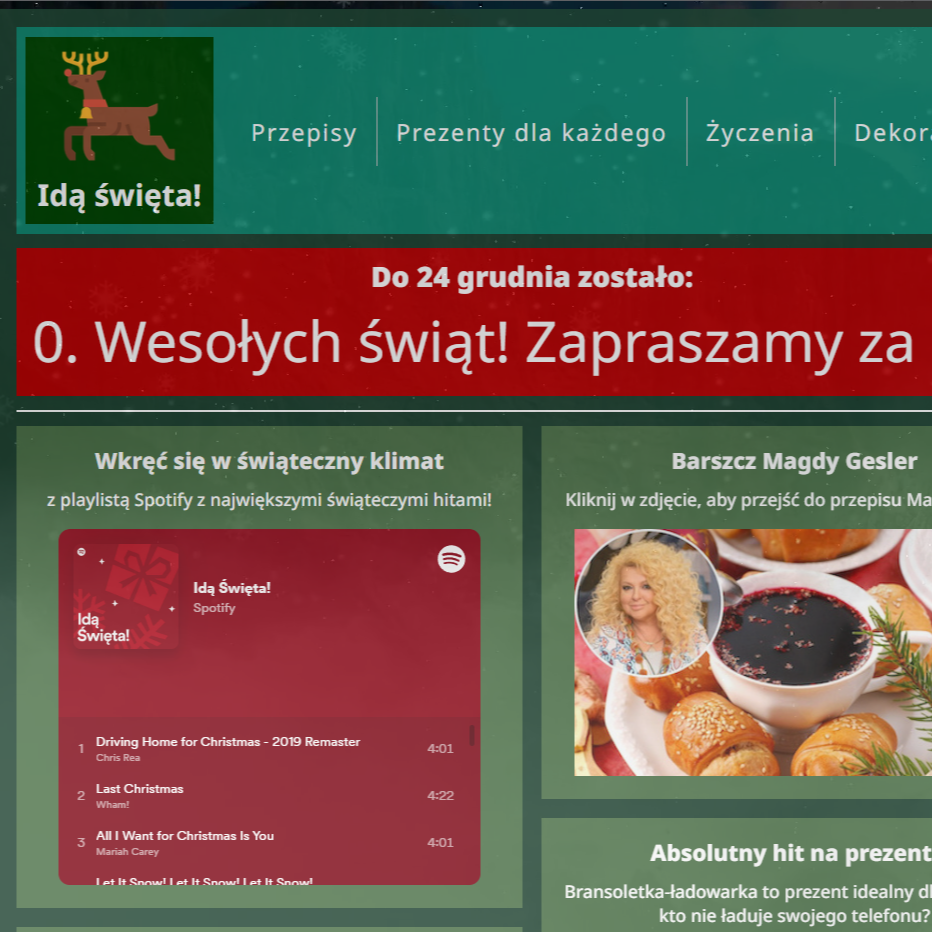 Idą święta!
Przepisy
Prezenty dla każdego
Życzenia
Dekor
Do 24 grudnia zostało:
0. Wesołych świąt! Zapraszamy za
Wkręć się w świąteczny klimat
z playlistą Spotify z największymi świąteczymi hitami!
Idą Święta!
Spotify
Idą
Święta!
1 Driving Home for Christmas - 2019 Remaster 4:01
Chris Rea
2 Last Christmas 4:22
Wham!
3 All I Want for Christmas Is You 4:01
Mariah Carey
Let It Snow! Let It Snow! Let It Snow!
Barszcz Magdy Gesler
Kliknij w zdjęcie, aby przejść do przepisu Ma
Absolutny hit na prezent
Bransoletka-ładowarka to prezent idealny dl
kto nie ładuje swojego telefonu?